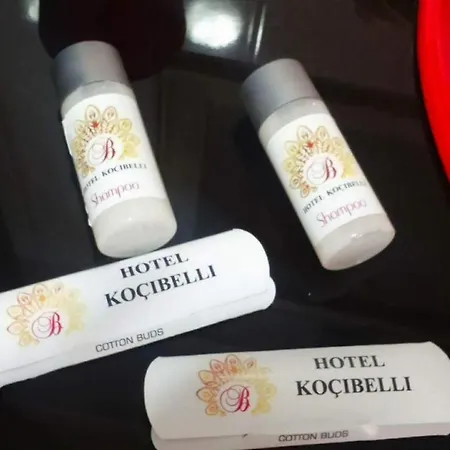 B
HOTEL KOÇIBELLI
Shampoo
B
HOTEL KOÇIBELLI
Shampoo
HOTEL
KOÇIBELLI
B
COTTON BUDS
HOTEL
KOÇIBELLI
B
COTTON BUDS